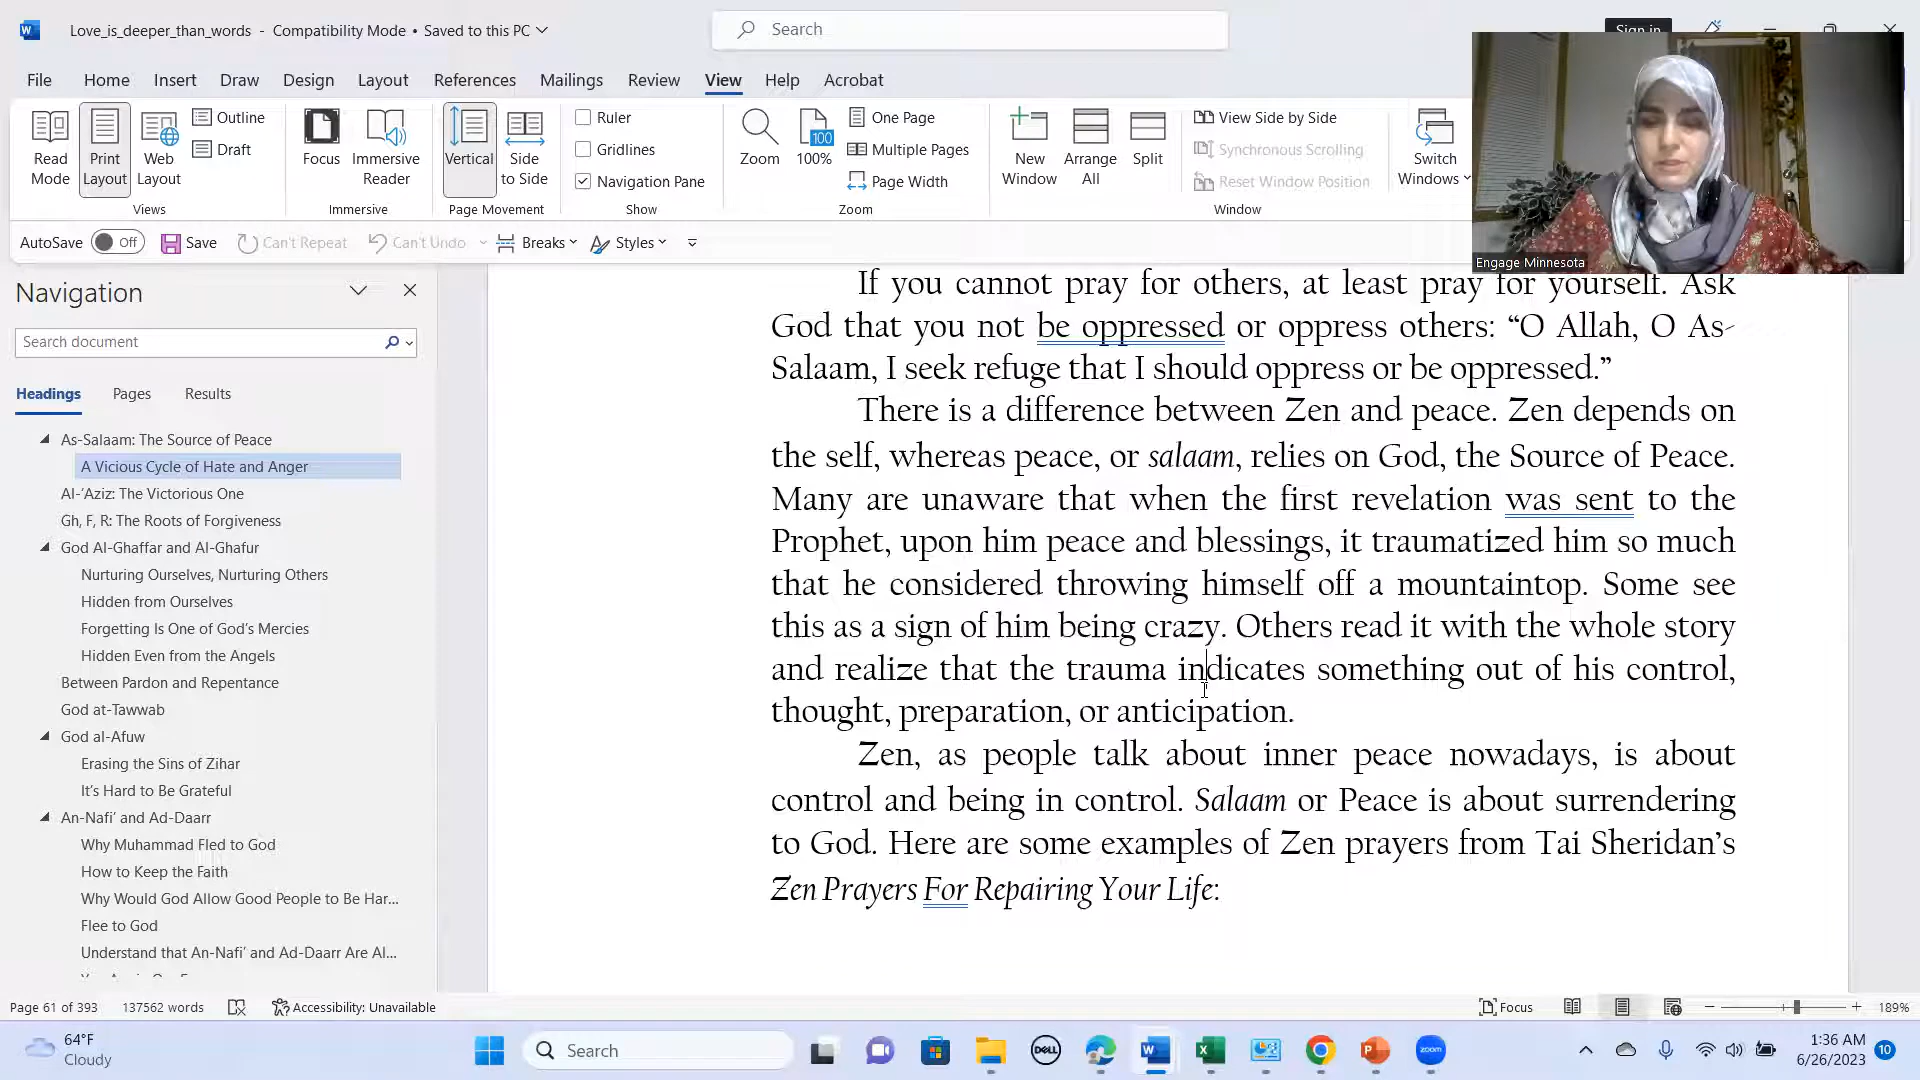 Love_is_deeper_than_words - Compatibility Mode • Saved to this PC
Search
Sign in
File Home Insert Draw Design Layout References Mailings Review View Help Acrobat
Read Mode
Print Layout
Web Layout
Outline
Draft
Views
Focus
Immersive Reader
Immersive
Vertical
Side to Side
Page Movement
Ruler
Gridlines
Navigation Pane
Show
Zoom
100
100%
One Page
Multiple Pages
Page Width
Zoom
New Window
Arrange All
Split
View Side by Side
Synchronous Scrolling
Reset Window Position
Switch Windows
Window
Engage Minnesota
AutoSave Off Save Can't Repeat Can't Undo Breaks Styles
Navigation
Search document
Headings Pages Results
As-Salaam: The Source of Peace
A Vicious Cycle of Hate and Anger
Al-‘Aziz: The Victorious One
Gh, F, R: The Roots of Forgiveness
God Al-Ghaffar and Al-Ghafur
Nurturing Ourselves, Nurturing Others
Hidden from Ourselves
Forgetting Is One of God’s Mercies
Hidden Even from the Angels
Between Pardon and Repentance
God at-Tawwab
God al-Afuw
Erasing the Sins of Zihar
It’s Hard to Be Grateful
An-Nafi’ and Ad-Daarr
Why Muhammad Fled to God
How to Keep the Faith
Why Would God Allow Good People to Be Har...
Flee to God
Understand that An-Nafi’ and Ad-Daarr Are Al...
If you cannot pray for others, at least pray for yourself. Ask
God that you not be oppressed or oppress others: “O Allah, O As-
Salaam, I seek refuge that I should oppress or be oppressed.”
There is a difference between Zen and peace. Zen depends on
the self, whereas peace, or salaam, relies on God, the Source of Peace.
Many are unaware that when the first revelation was sent to the
Prophet, upon him peace and blessings, it traumatized him so much
that he considered throwing himself off a mountaintop. Some see
this as a sign of him being crazy. Others read it with the whole story
and realize that the trauma indicates something out of his control,
thought, preparation, or anticipation.
Zen, as people talk about inner peace nowadays, is about
control and being in control. Salaam or Peace is about surrendering
to God. Here are some examples of Zen prayers from Tai Sheridan’s
Zen Prayers For Repairing Your Life:
Page 61 of 393 137562 words Accessibility: Unavailable Focus 189%
64°F
Cloudy
Search
DELL
zoom
1:36 AM
6/26/2023
10